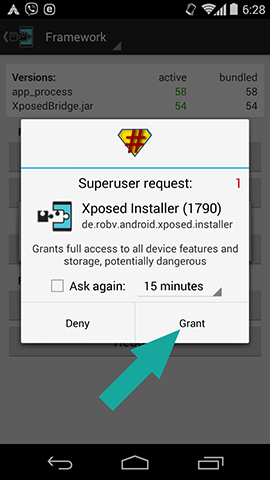 6:28
Framework
Versions: active bundled
app_process 58 58
XposedBridge.jar 54 54
Superuser request: 1
Xposed Installer (1790)
de.robv.android.xposed.installer
Grants full access to all device features and
storage, potentially dangerous
Ask again: 15 minutes
Deny Grant